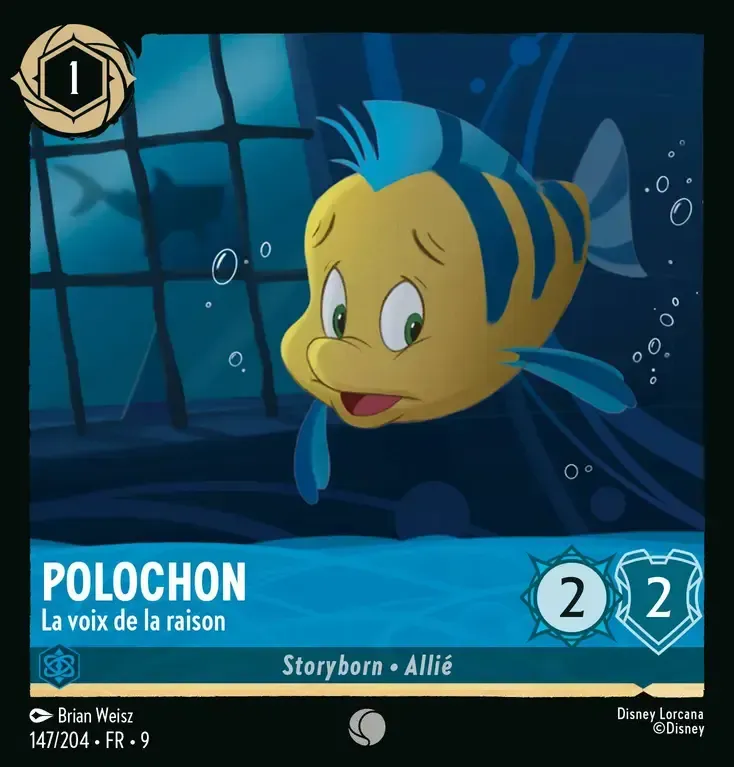 1
POLOCHON
La voix de la raison
2
2
Storyborn • Allié
Brian Weisz
147/204 • FR • 9
Disney Lorcana
©Disney